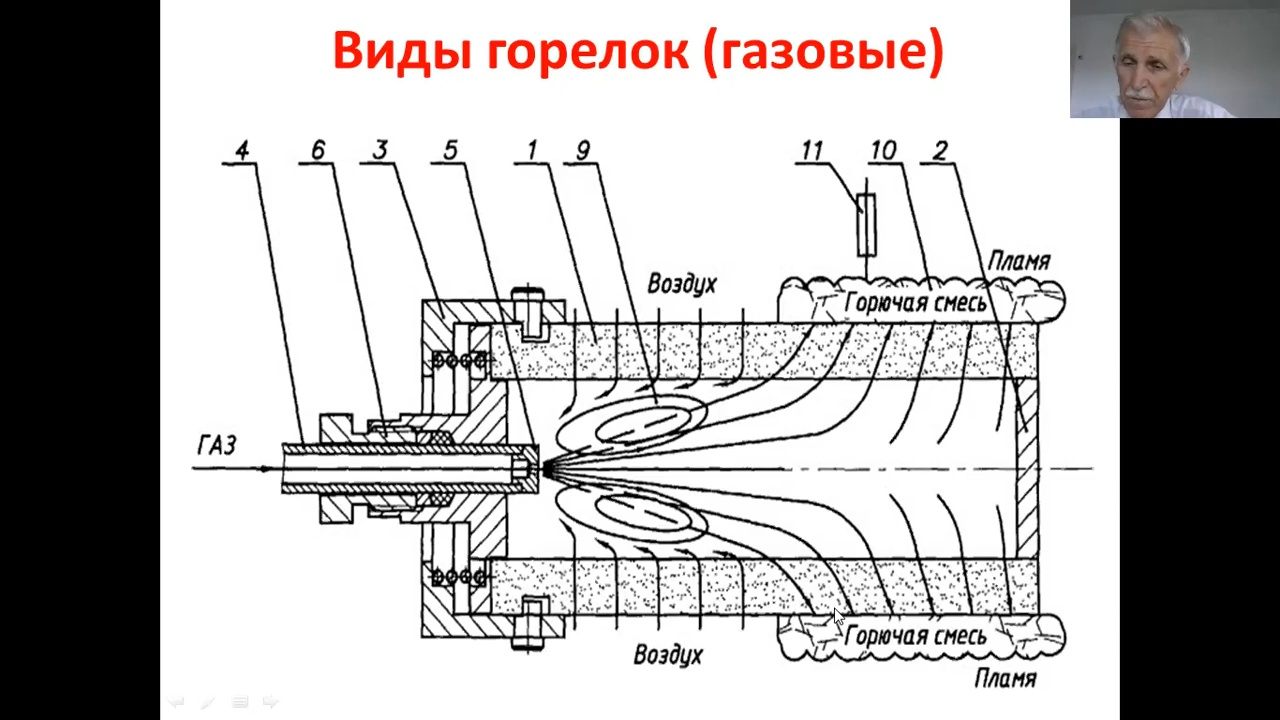 Виды горелок (газовые)
4 6 3 5 1 9 11 10 2
Пламя
Воздух
Горючая смесь
ГАЗ
Горючая смесь
Воздух
Пламя